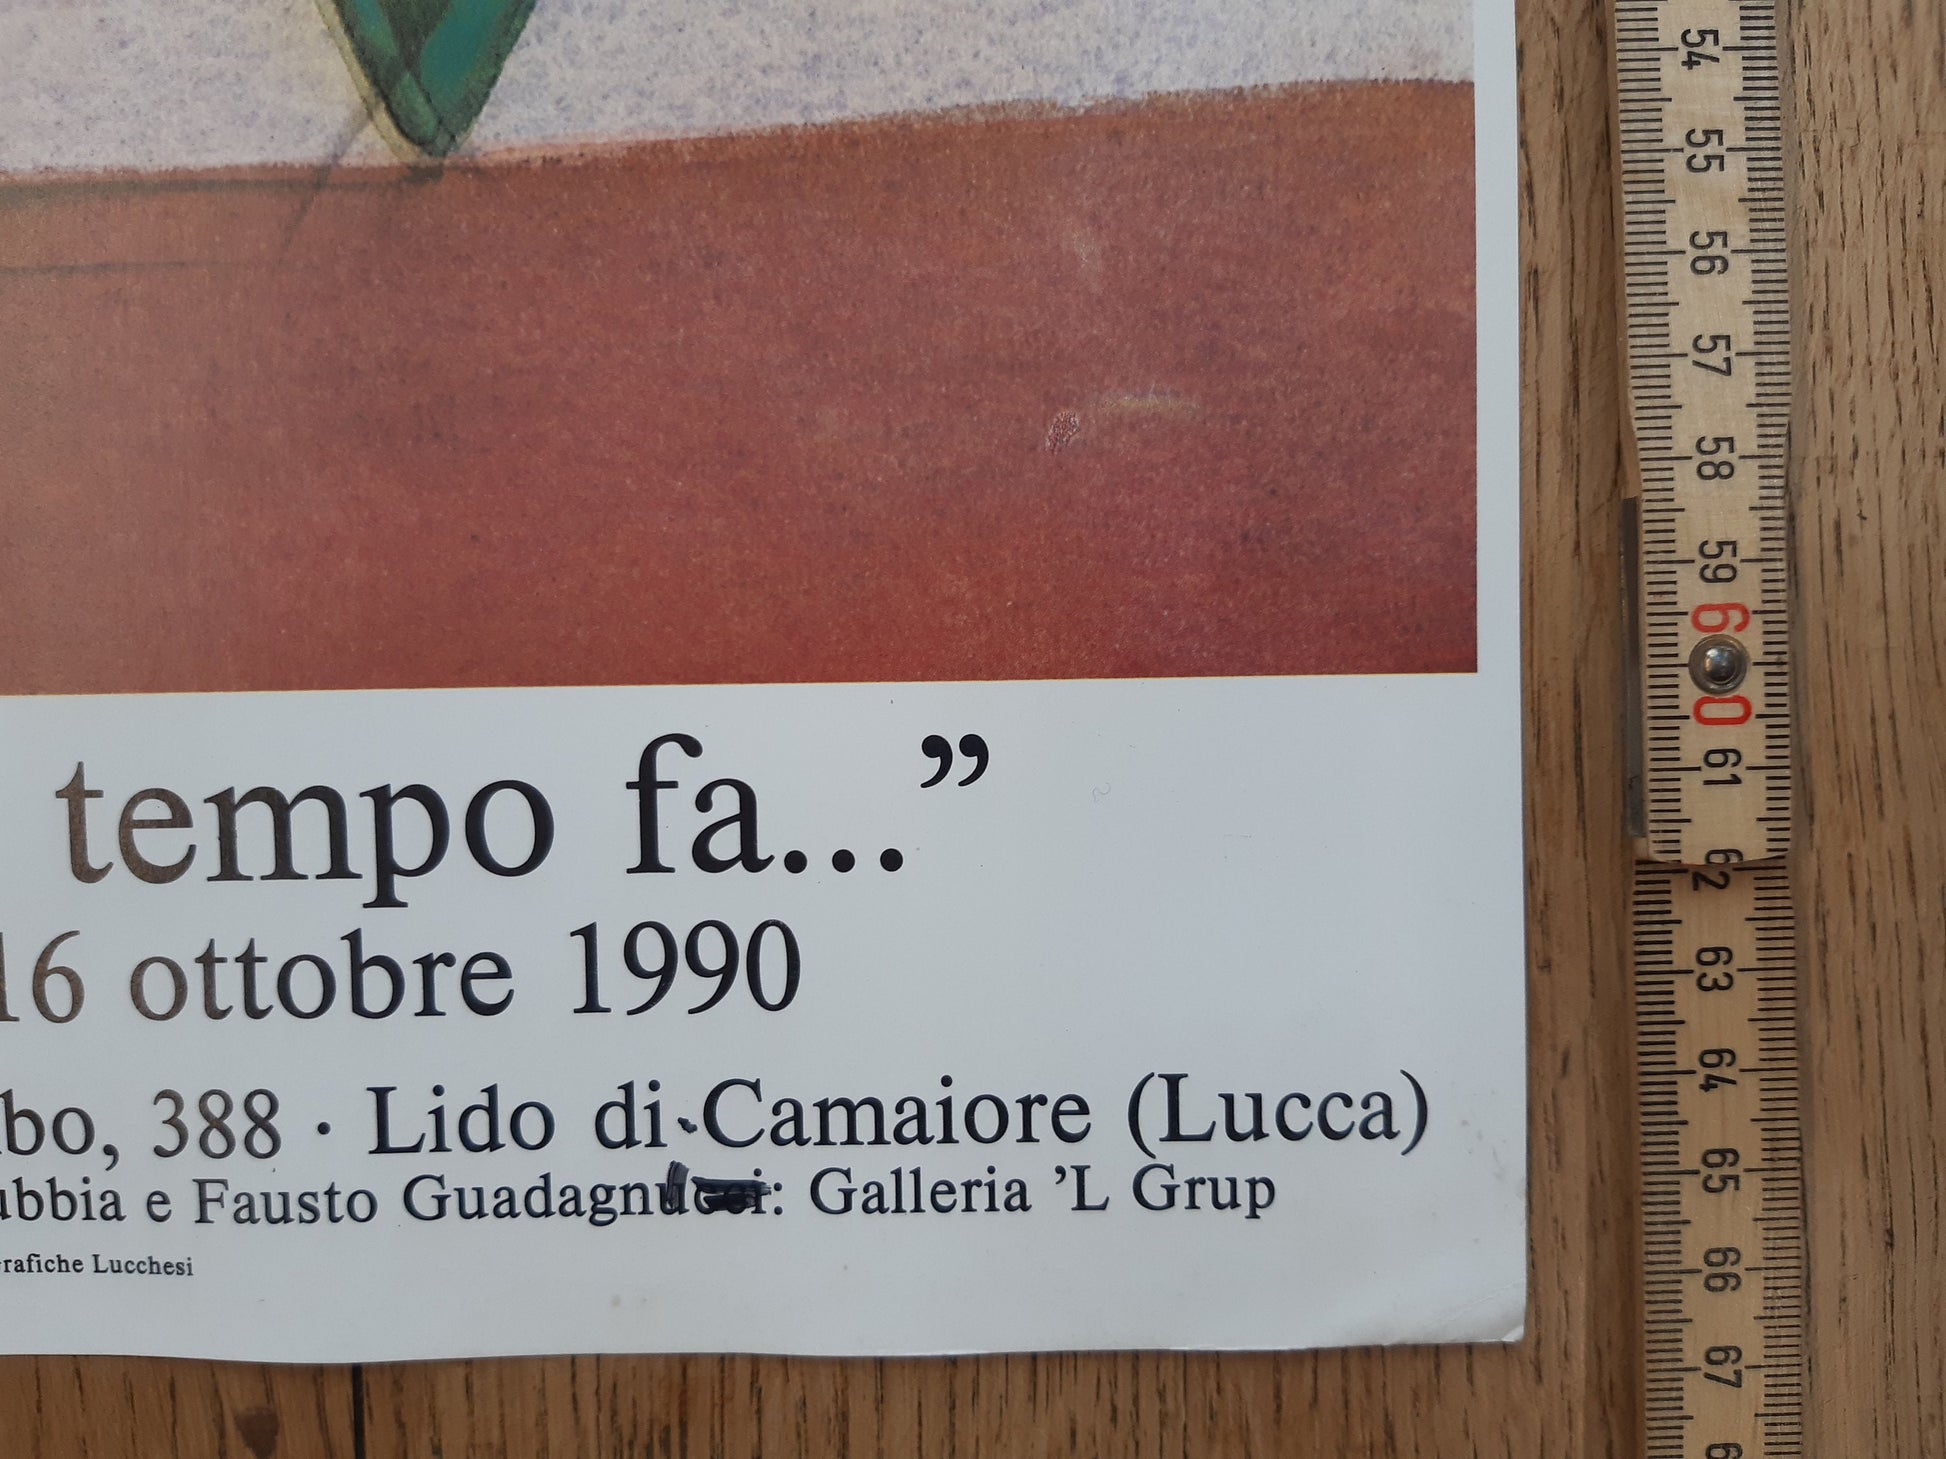 tempo fa...”
16 ottobre 1990
bo, 388 · Lido di Camaiore (Lucca)
ubbia e Fausto Guadagnucci: Galleria ’L Grup
rafiche Lucchesi
54
55
56
57
58
59
60
61
62
63
64
65
66
67